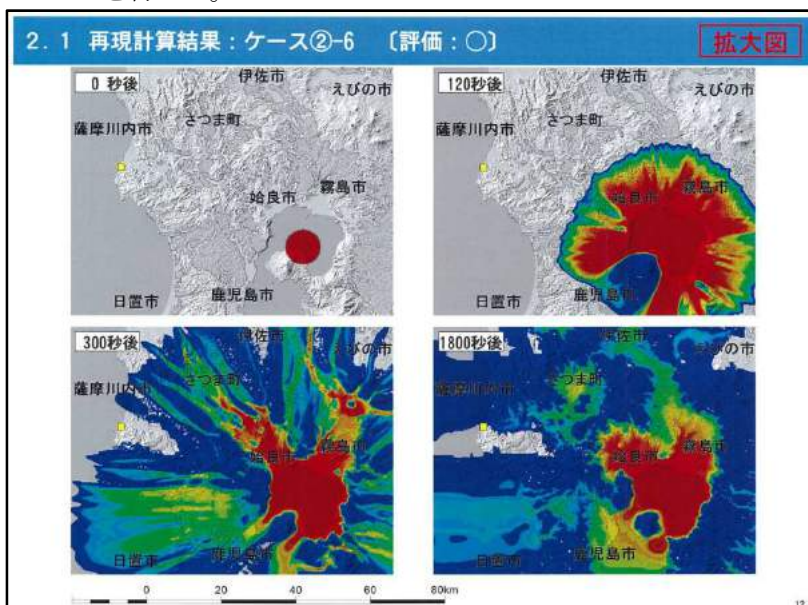 2.1 再現計算結果：ケース②-6 〔評価：○〕
拡大図
0 秒後
伊佐市
えびの市
薩摩川内市
さつま町
姶良市
霧島市
日置市
鹿児島市
120秒後
伊佐市
えびの市
薩摩川内市
さつま町
姶良市
霧島市
日置市
鹿児島市
300秒後
伊佐市
えびの市
薩摩川内市
さつま町
姶良市
霧島市
日置市
鹿児島市
1800秒後
伊佐市
えびの市
薩摩川内市
さつま町
姶良市
霧島市
日置市
鹿児島市
0 20 40 60 80km